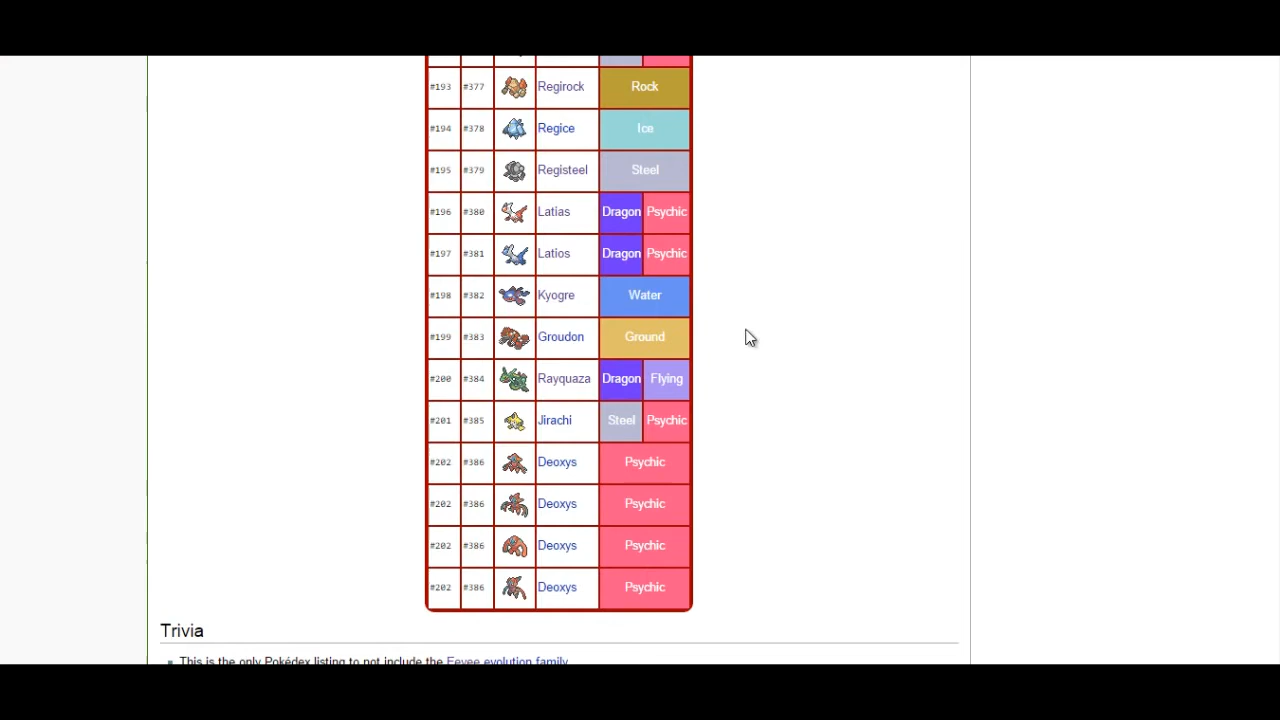 #193 #377 Regirock Rock
#194 #378 Regice Ice
#195 #379 Registeel Steel
#196 #380 Latias Dragon Psychic
#197 #381 Latios Dragon Psychic
#198 #382 Kyogre Water
#199 #383 Groudon Ground
#200 #384 Rayquaza Dragon Flying
#201 #385 Jirachi Steel Psychic
#202 #386 Deoxys Psychic
#202 #386 Deoxys Psychic
#202 #386 Deoxys Psychic
#202 #386 Deoxys Psychic
Trivia
This is the only Pokédex listing to not include the Eevee evolution family